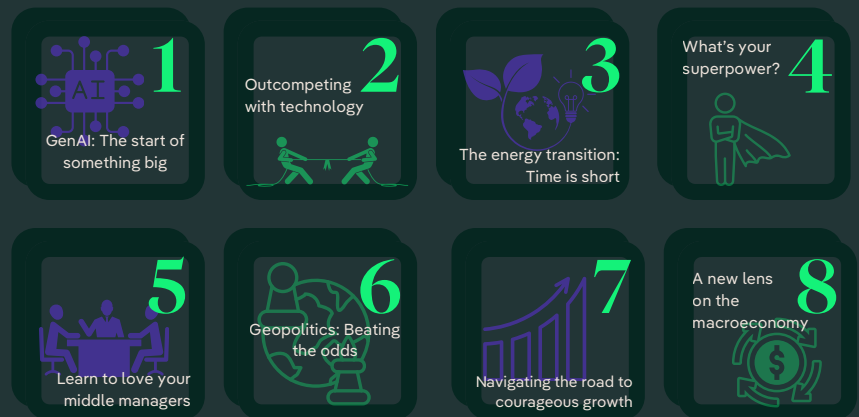 1
AI
GenAI: The start of
something big
2
Outcompeting
with technology
3
The energy transition:
Time is short
4
What's your
superpower?
5
Learn to love your
middle managers
6
Geopolitics: Beating
the odds
7
Navigating the road to
courageous growth
8
A new lens
on the
macroeconomy
$